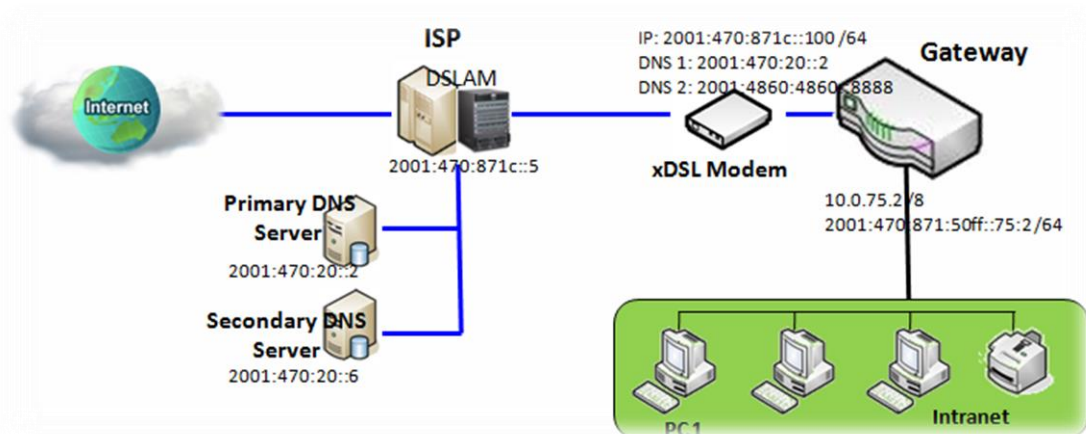 ISP
DSLAM
Internet
2001:470:871c::5
IP: 2001:470:871c::100 /64
DNS 1: 2001:470:20::2
DNS 2: 2001:4860:4860::8888
Gateway
xDSL Modem
10.0.75.2 /8
2001:470:871:50ff::75:2 /64
Primary DNS
Server
2001:470:20::2
Secondary DNS
Server
2001:470:20::6
PC 1
Intranet